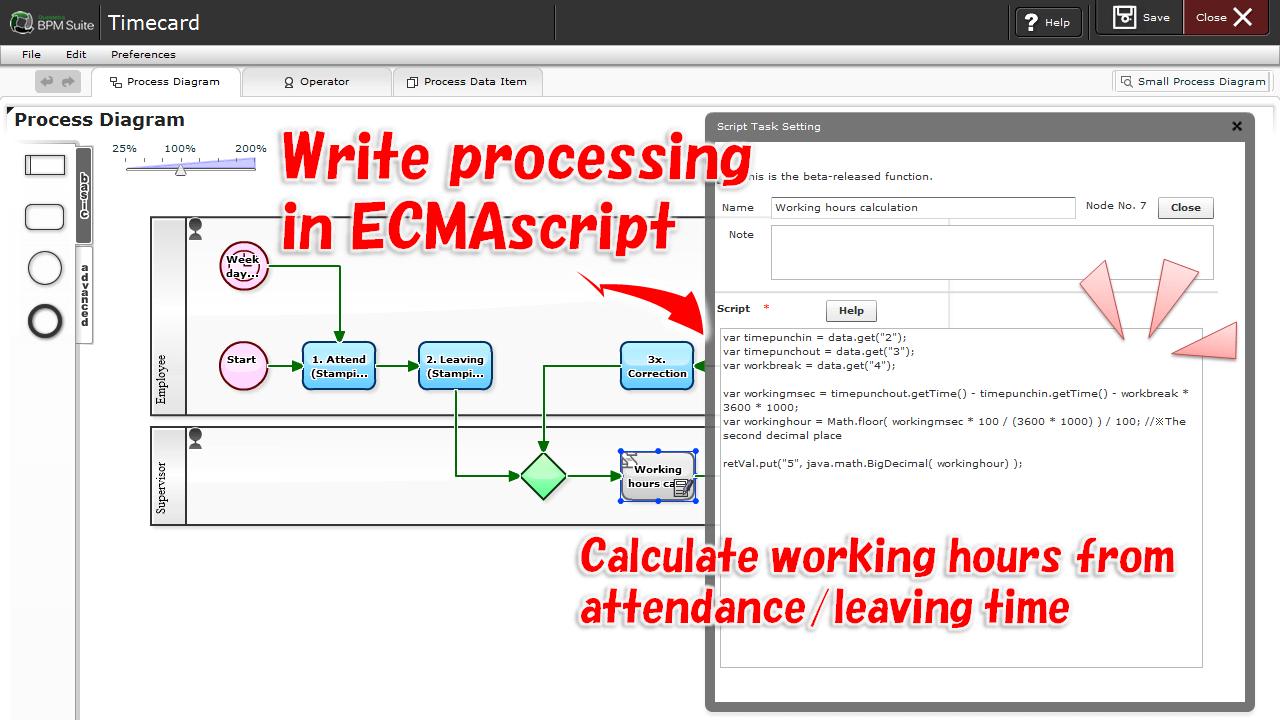 Questetra
BPM Suite
Timecard
Help
Save
Close
File
Edit
Preferences
Process Diagram
Operator
Process Data Item
Small Process Diagram
Process Diagram
25%
100%
200%
basic
advanced
Write processing
in ECMAscript
Employee
Week
day...
Start
1. Attend
(Stampi...
2. Leaving
(Stampi...
3x.
Correction
Supervisor
Working
hours ca
Script Task Setting
his is the beta-released function.
Name
Working hours calculation
Node No. 7
Close
Note
Script *
Help
var timepunchin = data.get("2");
var timepunchout = data.get("3");
var workbreak = data.get("4");
var workingmsec = timepunchout.getTime() - timepunchin.getTime() - workbreak *
3600 * 1000;
var workinghour = Math.floor( workingmsec * 100 / (3600 * 1000) ) / 100; //※The
second decimal place
retVal.put("5", java.math.BigDecimal( workinghour) );
Calculate working hours from
attendance/leaving time